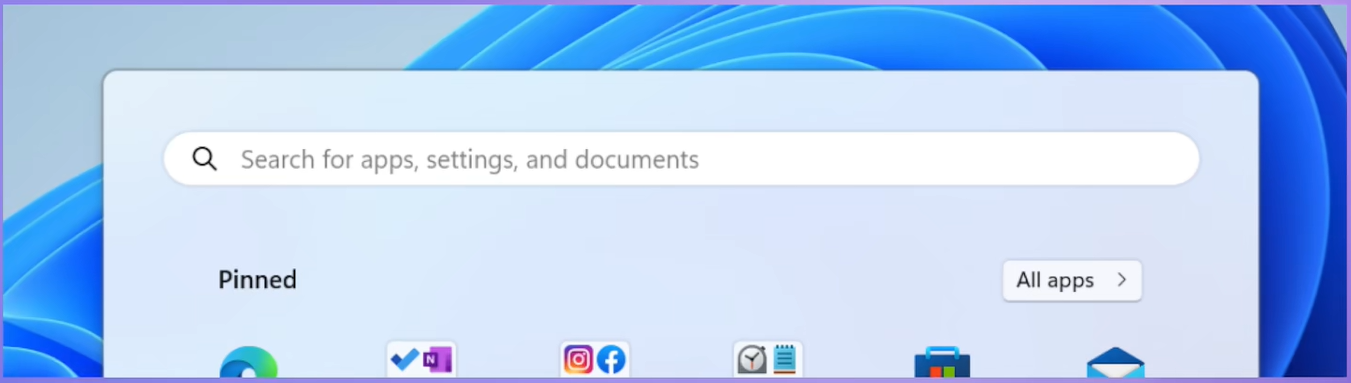 Search for apps, settings, and documents
Pinned
All apps